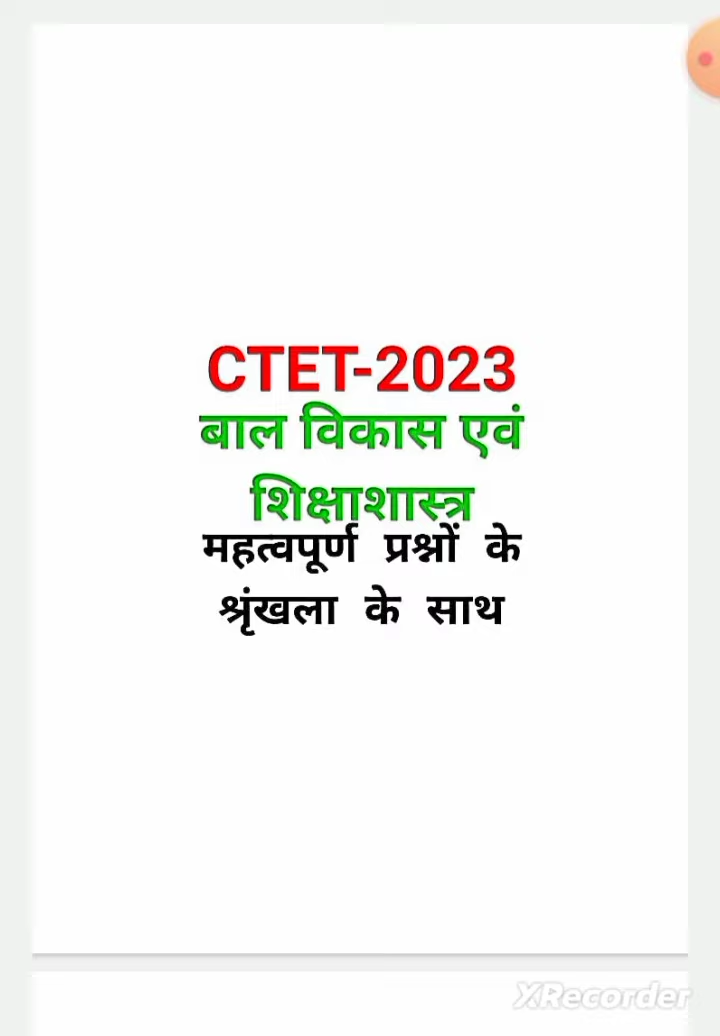 CTET-2023
बाल विकास एवं
शिक्षाशास्त्र
महत्वपूर्ण प्रश्नों के
श्रृंखला के साथ
XRecorder